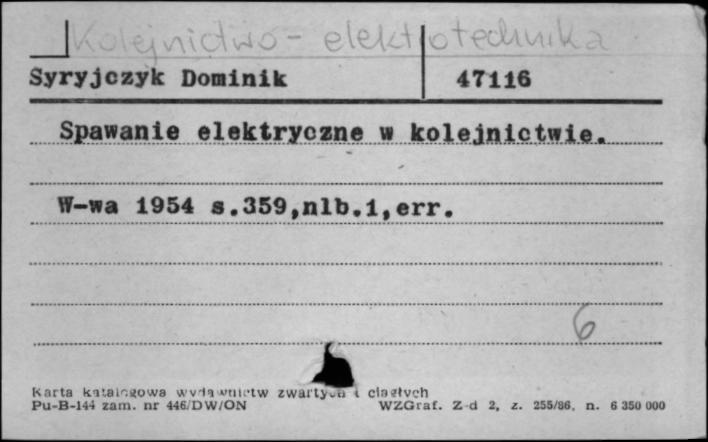 Kolejnictwo - elektrotechnika
Syryjczyk Dominik 47116
Spawanie elektryczne w kolejnictwie.
W-wa 1954 s.359,nlb.1,err.
6
Karta katalogowa wydawnictw zwartych i ciągłych
Pu-B-144 zam. nr 446/DW/ON WZGraf. Z-d 2, z. 255/86, n. 6 350 000